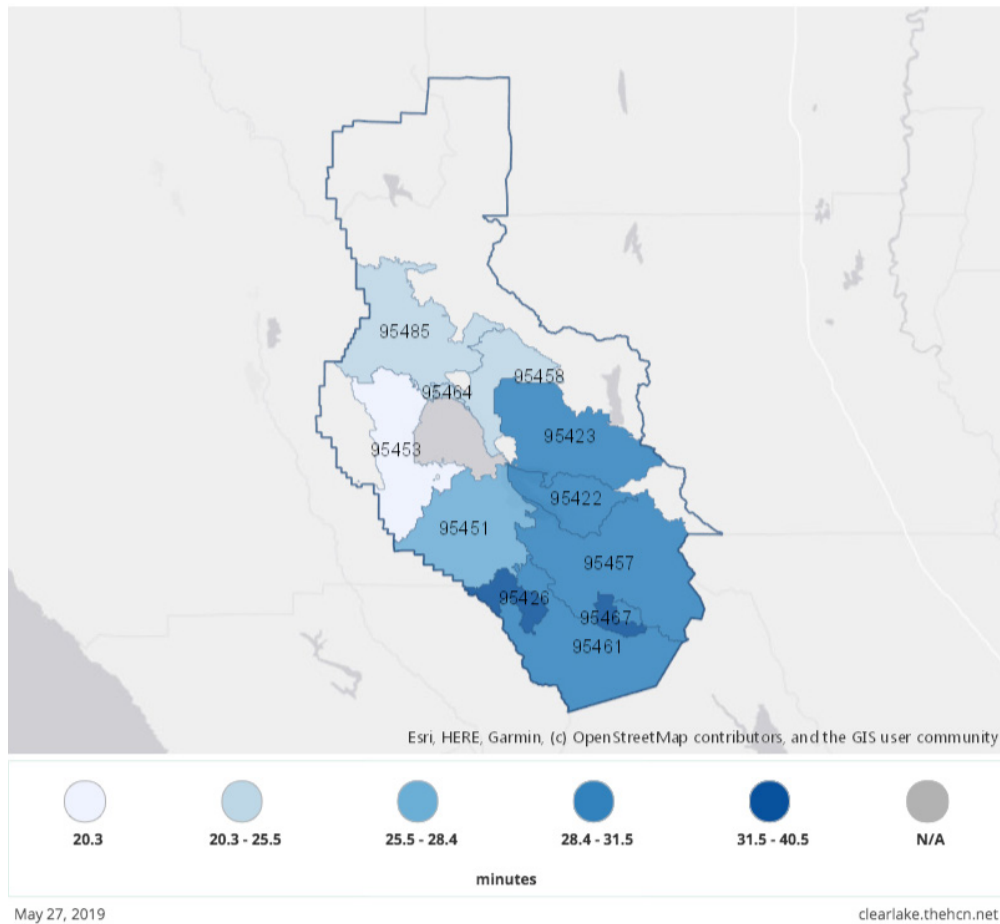 95485
95458
95464
95423
95453
95422
95451
95457
95426
95467
95461
Esri, HERE, Garmin, (c) OpenStreetMap contributors, and the GIS user community
20.3
20.3 - 25.5
25.5 - 28.4
28.4 - 31.5
31.5 - 40.5
N/A
minutes
May 27, 2019
clearlake.thehcn.net